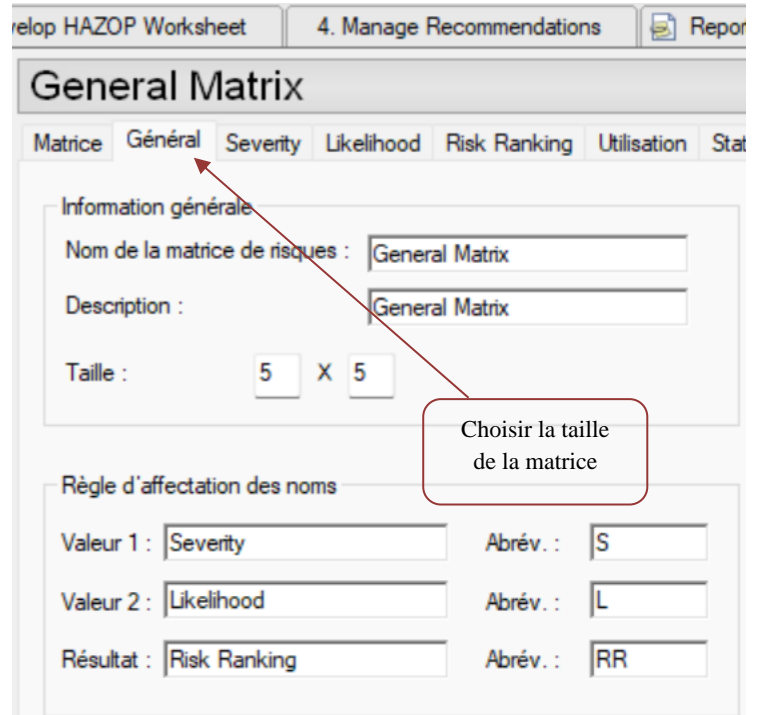 velop HAZOP Worksheet 4. Manage Recommendations Repor
General Matrix
Matrice Général Severity Likelihood Risk Ranking Utilisation Stat
Information générale
Nom de la matrice de risques : General Matrix
Description : General Matrix
Taille : 5 X 5
Choisir la taille
de la matrice
Règle d'affectation des noms
Valeur 1 : Severity Abrév. : S
Valeur 2 : Likelihood Abrév. : L
Résultat : Risk Ranking Abrév. : RR